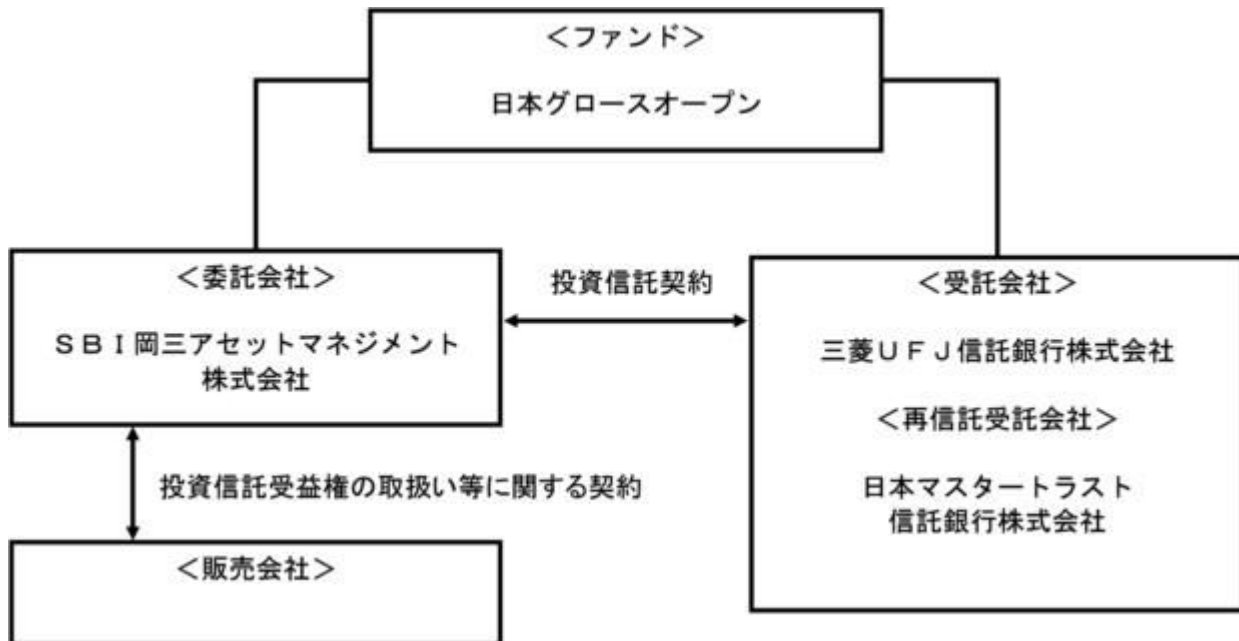 ＜ファンド＞
日本グロースオープン
＜委託会社＞
ＳＢＩ岡三アセットマネジメント
株式会社
投資信託契約
＜受託会社＞
三菱ＵＦＪ信託銀行株式会社
＜再信託受託会社＞
日本マスタートラスト
信託銀行株式会社
投資信託受益権の取扱い等に関する契約
＜販売会社＞